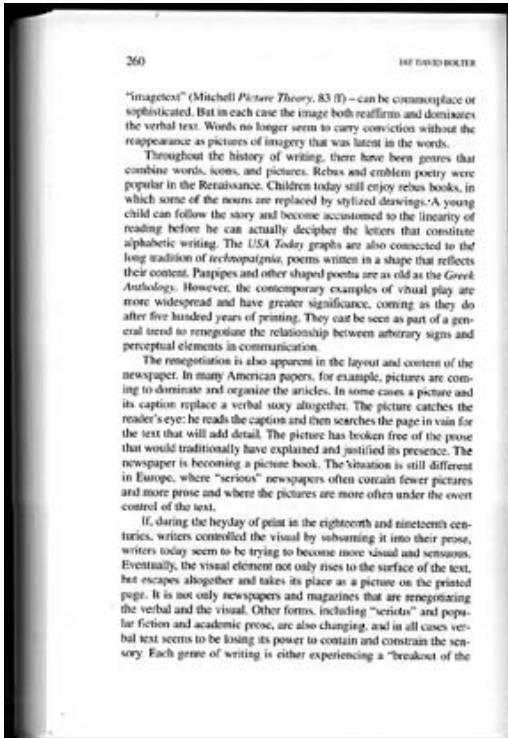 260
JAY DAVID BOLTER
"imagetext" (Mitchell Picture Theory, 83 ff) – can be commonplace or
sophisticated. But in each case the image both reaffirms and dominates
the verbal text. Words no longer seem to carry conviction without the
reappearance as pictures of imagery that was latent in the words.
Throughout the history of writing, there have been genres that
combine words, icons, and pictures. Rebus and emblem poetry were
popular in the Renaissance. Children today still enjoy rebus books, in
which some of the nouns are replaced by stylized drawings. A young
child can follow the story and become accustomed to the linearity of
reading before he can actually decipher the letters that constitute
alphabetic writing. The USA Today graphs are also connected to the
long tradition of technopaignia, poems written in a shape that reflects
their content. Panpipes and other shaped poems are as old as the Greek
Anthology. However, the contemporary examples of visual play are
more widespread and have greater significance, coming as they do
after five hundred years of printing. They can be seen as part of a gen-
eral trend to renegotiate the relationship between arbitrary signs and
perceptual elements in communication.
The renegotiation is also apparent in the layout and content of the
newspaper. In many American papers, for example, pictures are com-
ing to dominate and organize the articles. In some cases a picture and
its caption replace a verbal story altogether. The picture catches the
reader's eye; he reads the caption and then searches the page in vain for
the text that will add detail. The picture has broken free of the prose
that would traditionally have explained and justified its presence. The
newspaper is becoming a picture book. The situation is still different
in Europe, where "serious" newspapers often contain fewer pictures
and more prose and where the pictures are more often under the overt
control of the text.
If, during the heyday of print in the eighteenth and nineteenth cen-
turies, writers controlled the visual by subsuming it into their prose,
writers today seem to be trying to become more visual and sensuous.
Eventually, the visual element not only rises to the surface of the text,
but escapes altogether and takes its place as a picture on the printed
page. It is not only newspapers and magazines that are renegotiating
the verbal and the visual. Other forms, including "serious" and popu-
lar fiction and academic prose, are also changing, and in all cases ver-
bal text seems to be losing its power to contain and constrain the sen-
sory. Each genre of writing is either experiencing a "breakout of the